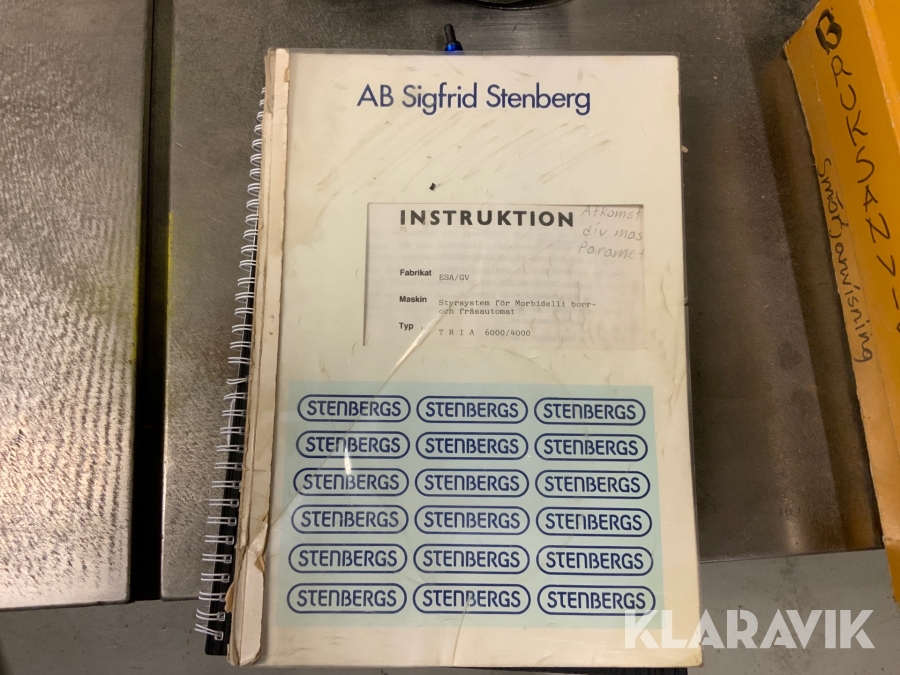 AB Sigfrid Stenberg
INSTRUKTION
Åtkomst
div mas
Paramet
Fabrikat ESA/GV
Maskin Styrsystem för Morbidelli borr-
och fräsautomat
Typ . T R I A 6000/4000
STENBERGS STENBERGS STENBERGS
STENBERGS STENBERGS STENBERGS
STENBERGS STENBERGS STENBERGS
STENBERGS STENBERGS STENBERGS
STENBERGS STENBERGS STENBERGS
STENBERGS STENBERGS STENBERGS
KLARAVIK